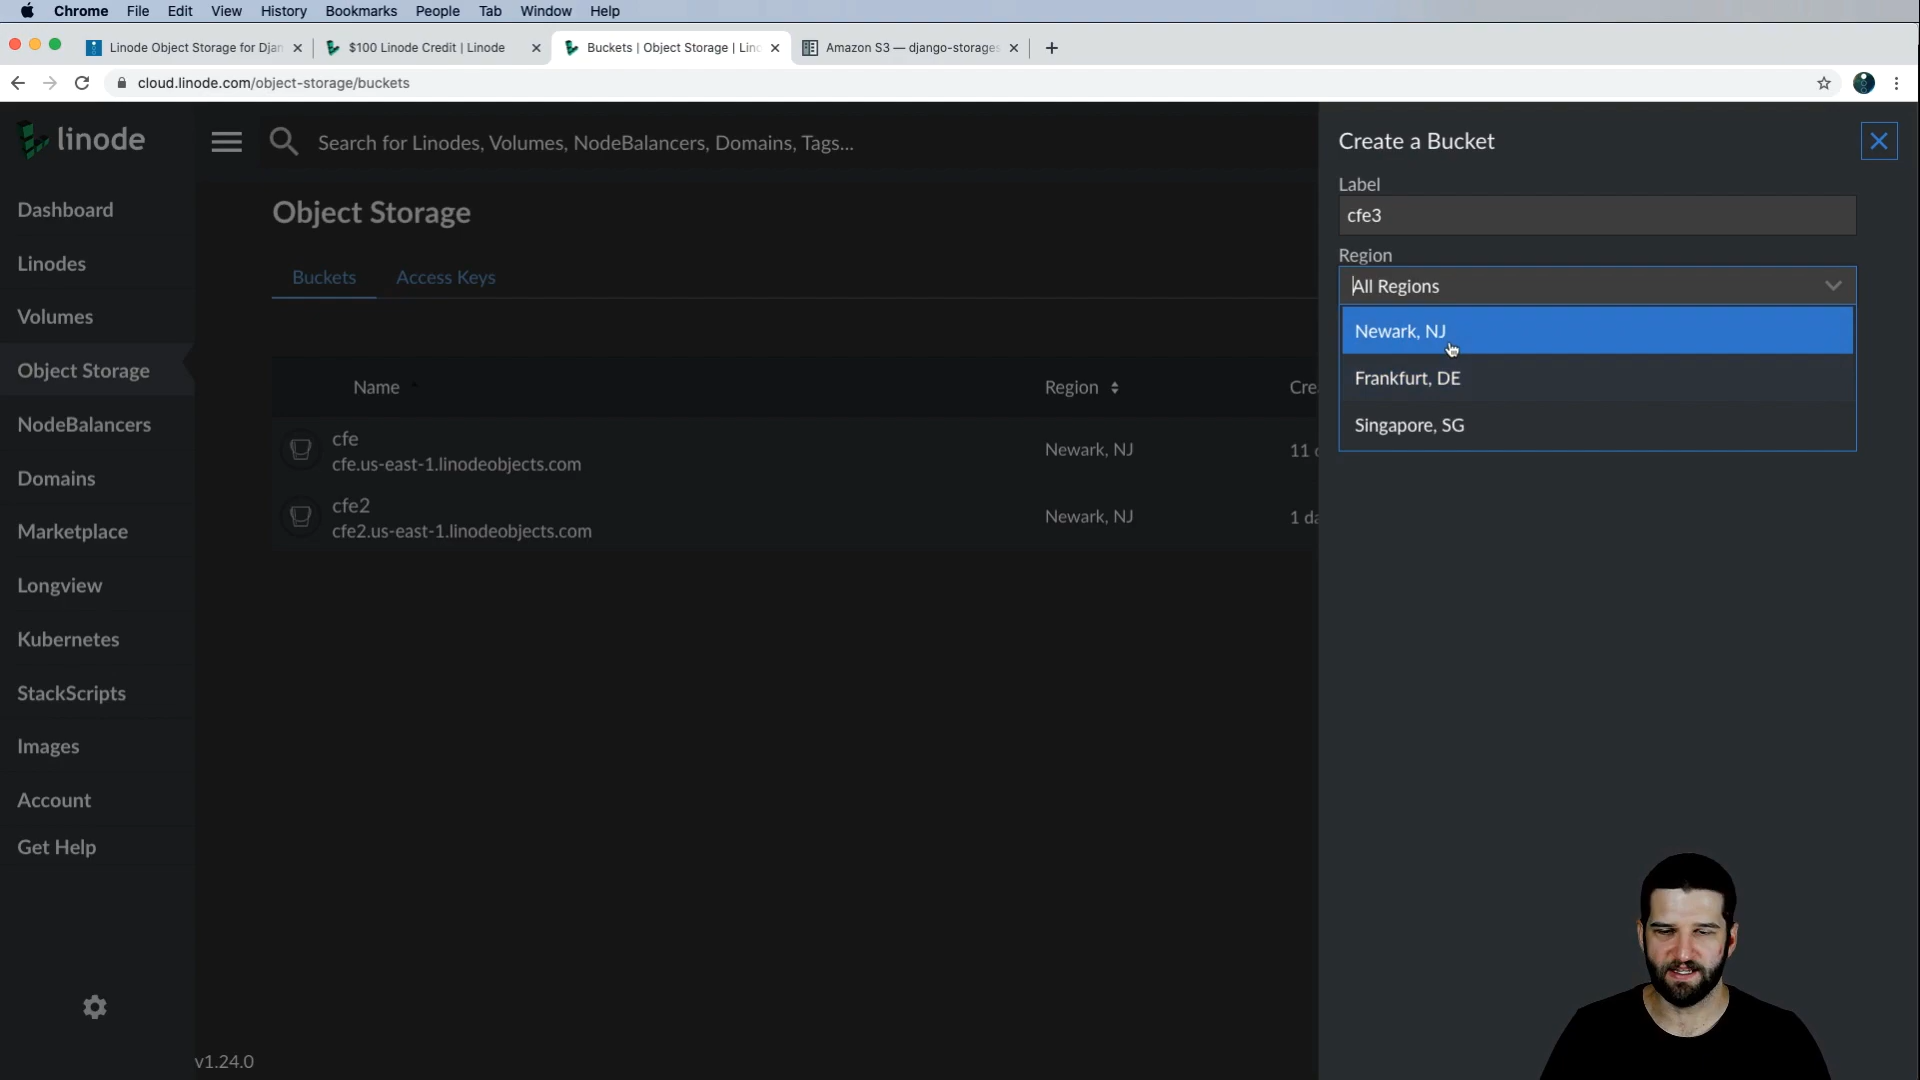 Chrome File Edit View History Bookmarks People Tab Window Help
Linode Object Storage for Djan
$100 Linode Credit | Linode
Buckets | Object Storage | Lino
Amazon S3 — django-storages
cloud.linode.com/object-storage/buckets
linode
Search for Linodes, Volumes, NodeBalancers, Domains, Tags...
Dashboard
Linodes
Volumes
Object Storage
NodeBalancers
Domains
Marketplace
Longview
Kubernetes
StackScripts
Images
Account
Get Help
Object Storage
Buckets Access Keys
Name Region Cre
cfe
cfe.us-east-1.linodeobjects.com
Newark, NJ
11
cfe2
cfe2.us-east-1.linodeobjects.com
Newark, NJ
1 da
v1.24.0
Create a Bucket
Label
cfe3
Region
All Regions
Newark, NJ
Frankfurt, DE
Singapore, SG